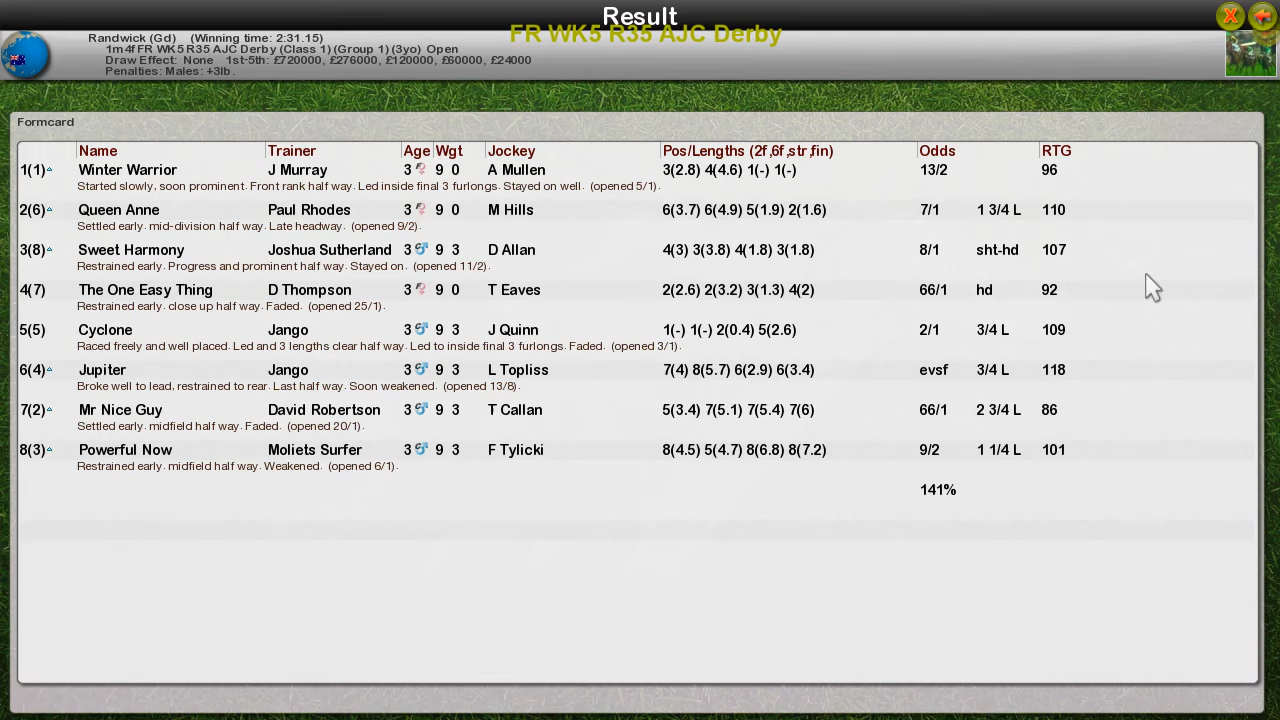 Result
FR WK5 R35 AJC Derby
Randwick (Gd) (Winning time: 2:31.15)
1m4f FR WK5 R35 AJC Derby (Class 1) (Group 1) (3yo) Open
Draw Effect: None 1st-5th: £720000, £276000, £120000, £60000, £24000
Penalties: Males: +3lb.
Formcard
Name Trainer Age Wgt Jockey Pos/Lengths (2f,6f,str,fin) Odds RTG
1(1) Winter Warrior J Murray 3 9 0 A Mullen 3(2.8) 4(4.6) 1(-) 1(-) 13/2 96
Started slowly, soon prominent. Front rank half way. Led inside final 3 furlongs. Stayed on well. (opened 5/1).
2(6) Queen Anne Paul Rhodes 3 9 0 M Hills 6(3.7) 6(4.9) 5(1.9) 2(1.6) 7/1 1 3/4 L 110
Settled early. mid-division half way. Late headway. (opened 9/2).
3(8) Sweet Harmony Joshua Sutherland 3 9 3 D Allan 4(3) 3(3.8) 4(1.8) 3(1.8) 8/1 sht-hd 107
Restrained early. Progress and prominent half way. Stayed on. (opened 11/2).
4(7) The One Easy Thing D Thompson 3 9 0 T Eaves 2(2.6) 2(3.2) 3(1.3) 4(2) 66/1 hd 92
Restrained early. close up half way. Faded. (opened 25/1).
5(5) Cyclone Jango 3 9 3 J Quinn 1(-) 1(-) 2(0.4) 5(2.6) 2/1 3/4 L 109
Raced freely and well placed. Led and 3 lengths clear half way. Led to inside final 3 furlongs. Faded. (opened 3/1).
6(4) Jupiter Jango 3 9 3 L Topliss 7(4) 8(5.7) 6(2.9) 6(3.4) evsf 3/4 L 118
Broke well to lead, restrained to rear. Last half way. Soon weakened. (opened 13/8).
7(2) Mr Nice Guy David Robertson 3 9 3 T Callan 5(3.4) 7(5.1) 7(5.4) 7(6) 66/1 2 3/4 L 86
Settled early. midfield half way. Faded. (opened 20/1).
8(3) Powerful Now Moliets Surfer 3 9 3 F Tylicki 8(4.5) 5(4.7) 8(6.8) 8(7.2) 9/2 1 1/4 L 101
Restrained early. midfield half way. Weakened. (opened 6/1).
141%